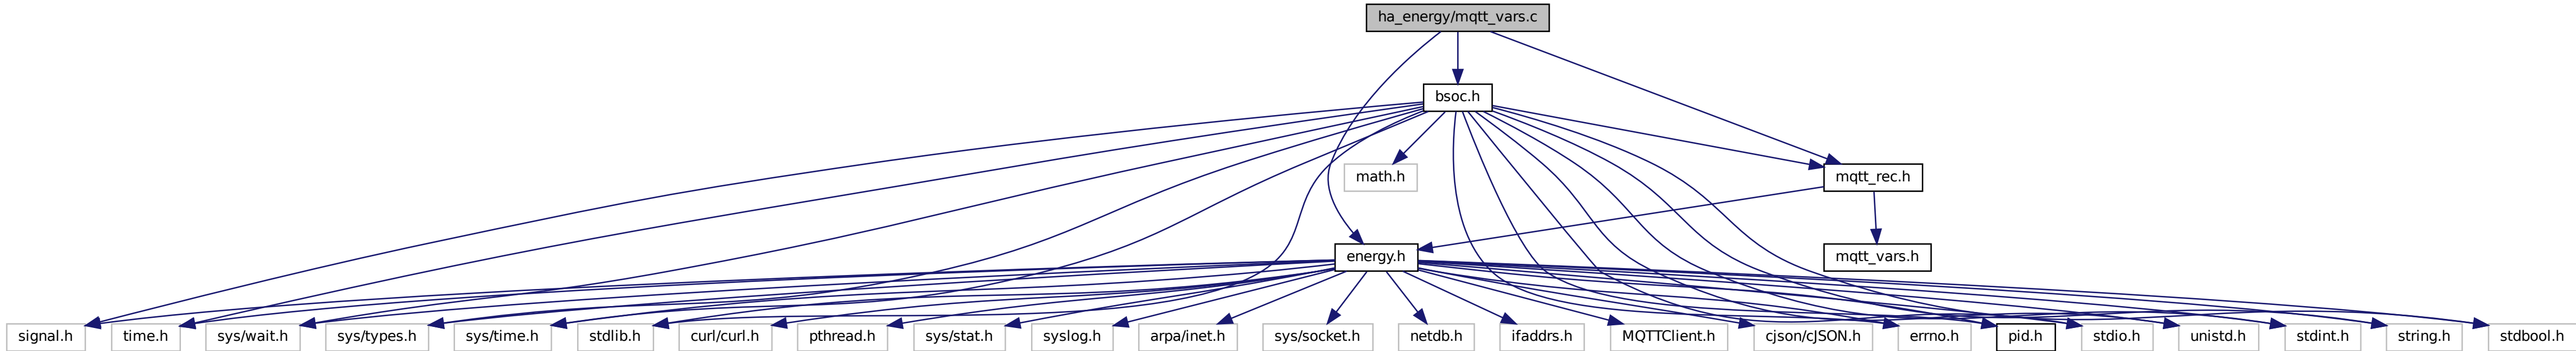 ha_energy/mqtt_vars.c
bsoc.h
math.h
mqtt_rec.h
energy.h
mqtt_vars.h
signal.h
time.h
sys/wait.h
sys/types.h
sys/time.h
stdlib.h
curl/curl.h
pthread.h
sys/stat.h
syslog.h
arpa/inet.h
sys/socket.h
netdb.h
ifaddrs.h
MQTTClient.h
cjson/cJSON.h
errno.h
pid.h
stdio.h
unistd.h
stdint.h
string.h
stdbool.h